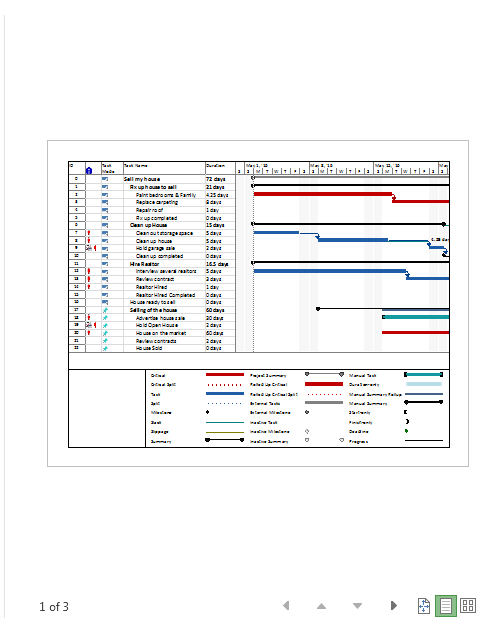 ID Task Mode Task Name Duration May 1, '10 May 8, '10 May 12, '10 May
S S M T W T F S S M T W T F S S M T W T F S S
0 Sell my house 72 days
1 Fix up house to sell 21 days
2 Paint bedrooms & Family 4.25 days
3 Replace carpeting 8 days
4 Repair roof 1 day
5 Fix up completed 0 days
6 Clean up House 15 days
7 Clean out storage space 5 days
8 Clean up house 5 days
9 Hold garage sale 2 days
10 Clean up completed 0 days
11 Hire Realtor 16.5 days
12 Interview several realtors 5 days
13 Review contract 3 days
14 Realtor Hired 1 day
15 Realtor Hired Completed 0 days
16 House ready to sell 0 days
17 Selling of the house 60 days
18 Advertise house sale 30 days
19 Hold Open House 2 days
20 House on the market 60 days
21 Review contracts 2 days
22 House Sold 0 days
Critical Project Summary Manual Task
Critical Split Rolled Up Critical Duration-only
Task Rolled Up Critical Split Manual Summary Rollup
Split External Tasks Manual Summary
Milestone External Milestone Start-only
Slack Inactive Task Finish-only
Slippage Inactive Milestone Deadline
Summary Inactive Summary Progress
1 of 3